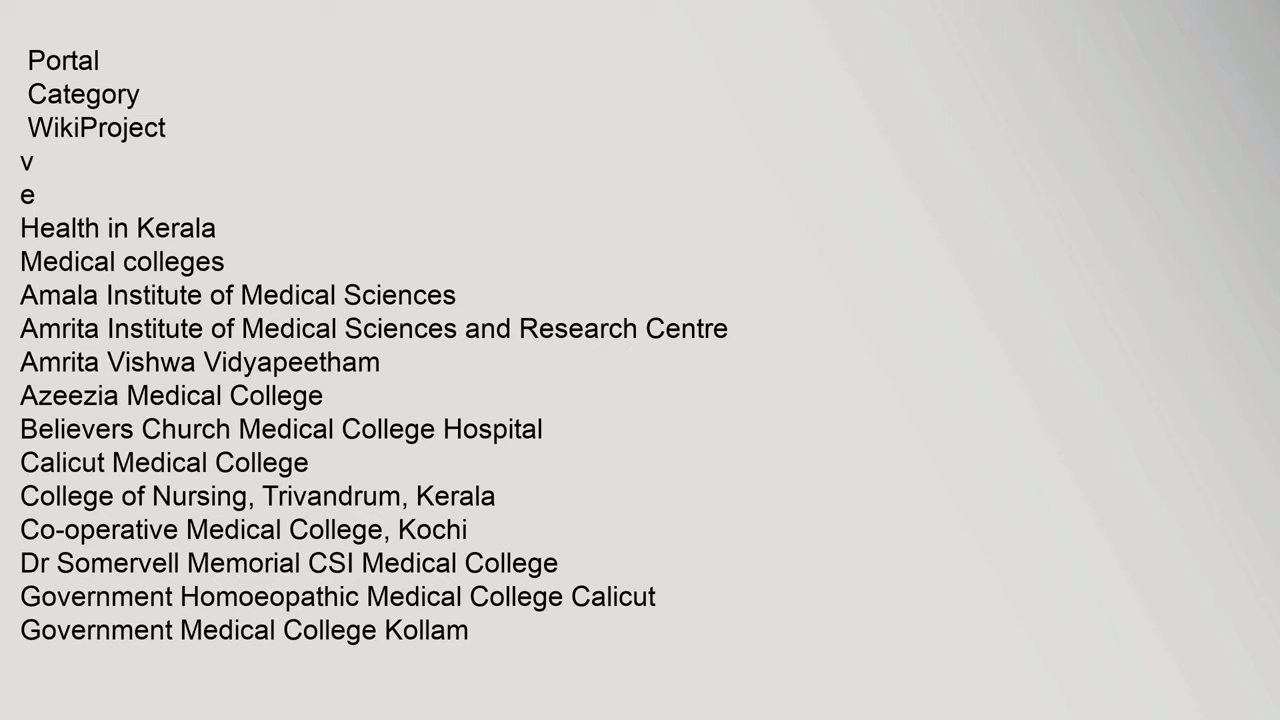 Portal
Category
WikiProject
v
e
Health in Kerala
Medical colleges
Amala Institute of Medical Sciences
Amrita Institute of Medical Sciences and Research Centre
Amrita Vishwa Vidyapeetham
Azeezia Medical College
Believers Church Medical College Hospital
Calicut Medical College
College of Nursing, Trivandrum, Kerala
Co-operative Medical College, Kochi
Dr Somervell Memorial CSI Medical College
Government Homoeopathic Medical College Calicut
Government Medical College Kollam